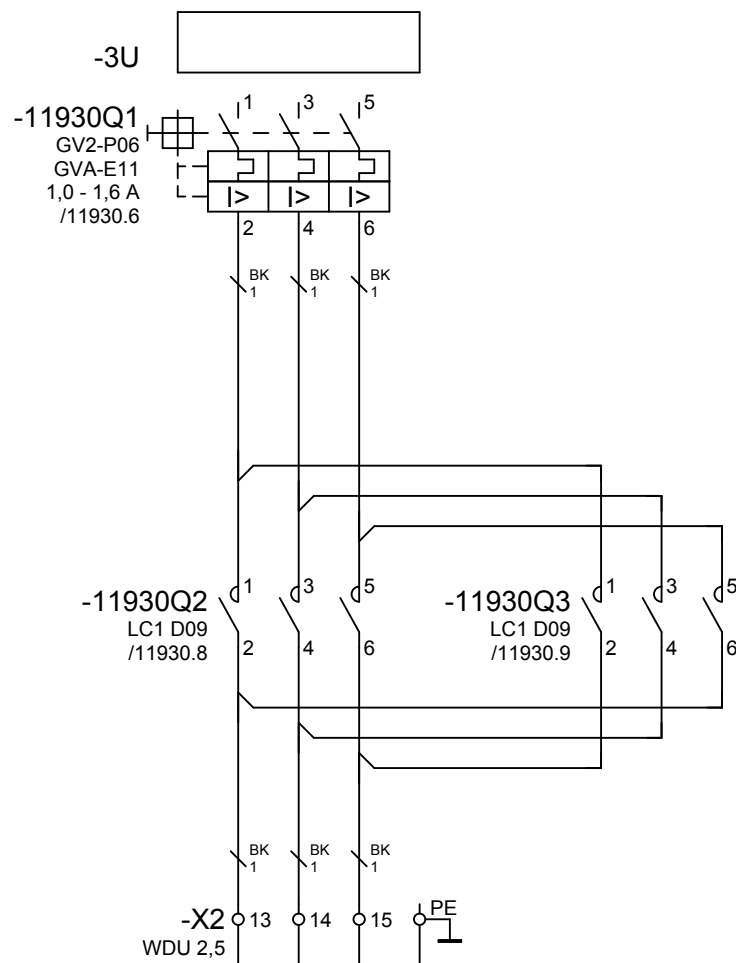 -3U
1 3 5
-11930Q1
GV2-P06
GVA-E11
1,0 - 1,6 A
/11930.6
I> I> I>
2 4 6
BK BK BK
1 1 1
1 3 5 1 3 5
-11930Q2 -11930Q3
LC1 D09 LC1 D09
/11930.8 /11930.9
2 4 6 2 4 6
BK BK BK
1 1 1
-X2 13 14 15 PE
WDU 2,5